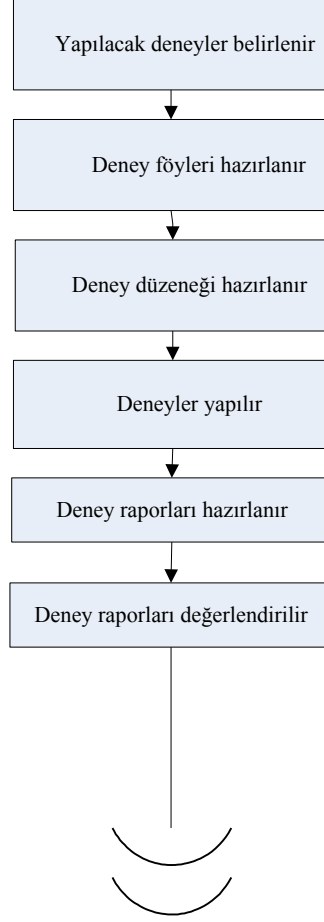 Yapılacak deneyler belirlenir
Deney föyleri hazırlanır
Deney düzeneği hazırlanır
Deneyler yapılır
Deney raporları hazırlanır
Deney raporları değerlendirilir